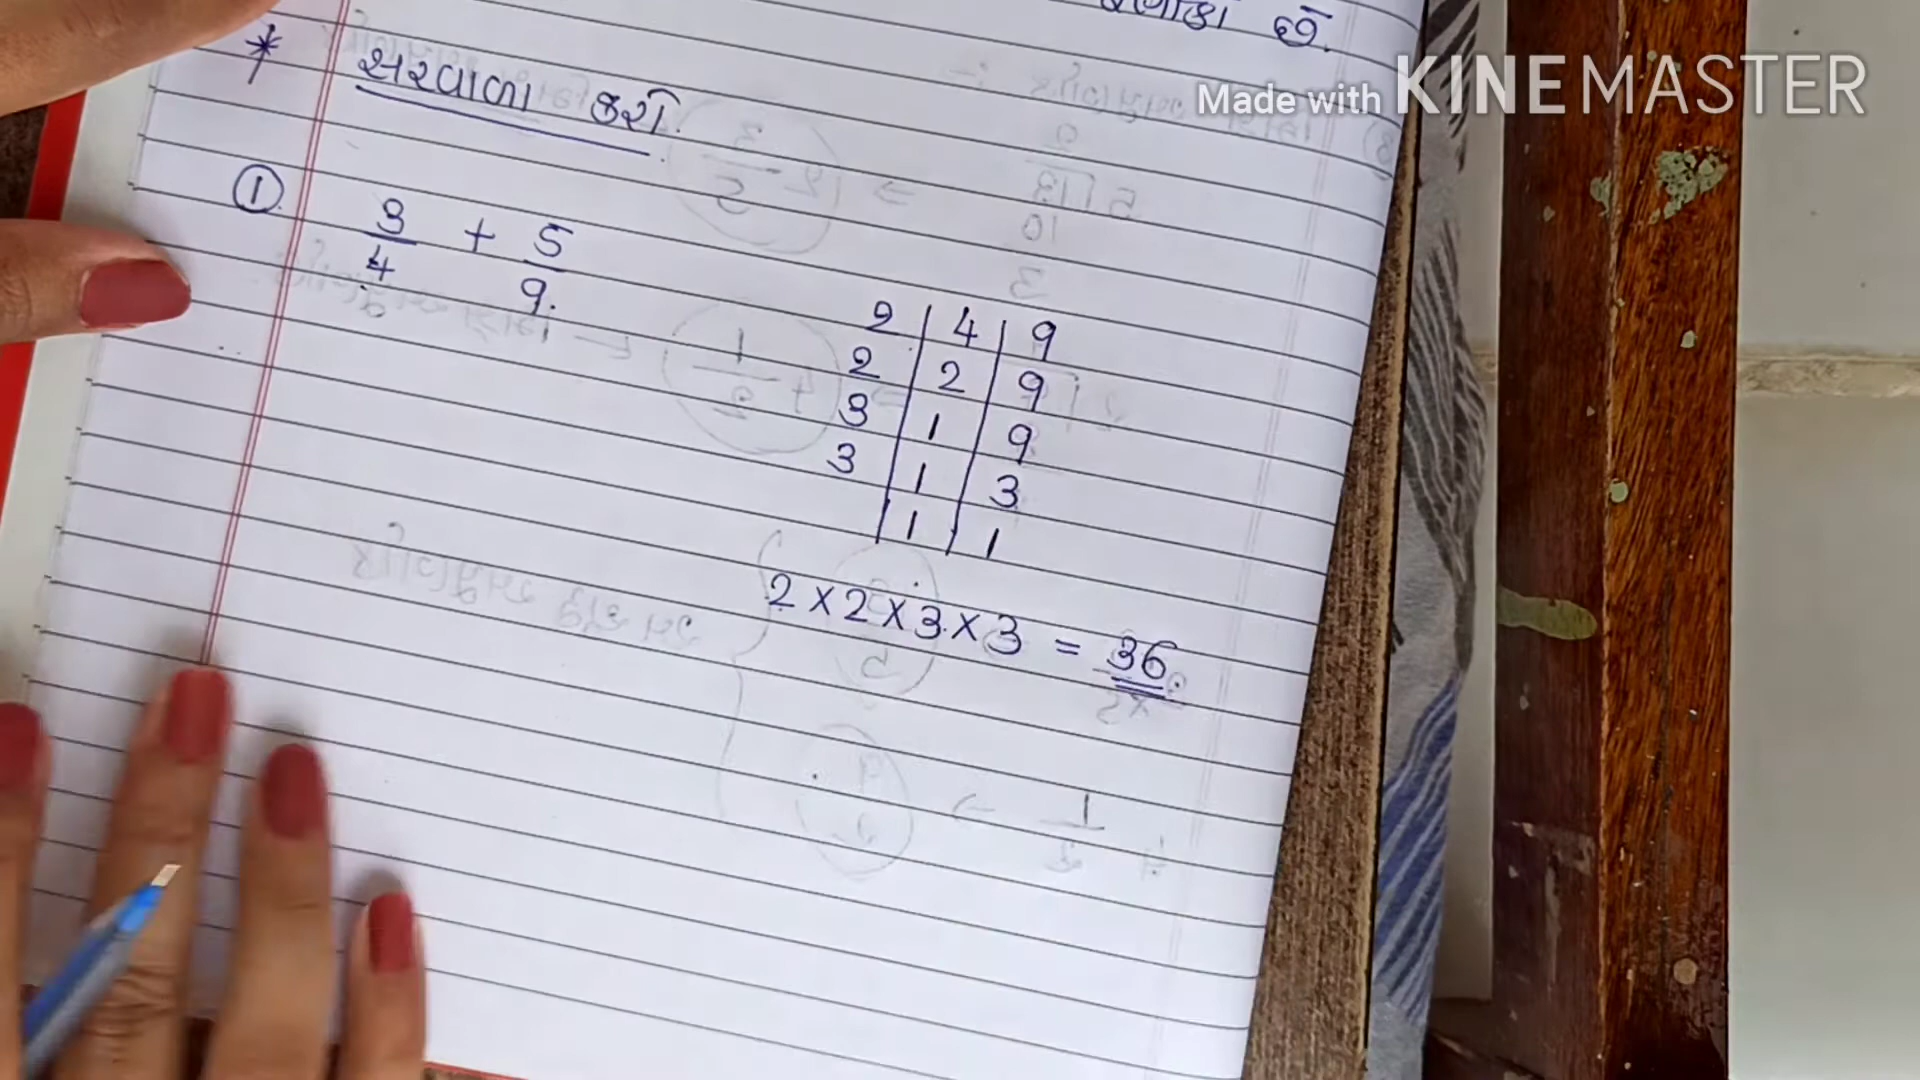 છે.
Made with KINEMASTER
* સરવાળા કરો.
① 3/4 + 5/9.
2 | 4 | 9
2 | 2 | 9
3 | 1 | 9
3 | 1 | 3
| 1 | 1
2 × 2 × 3 × 3 = 36.